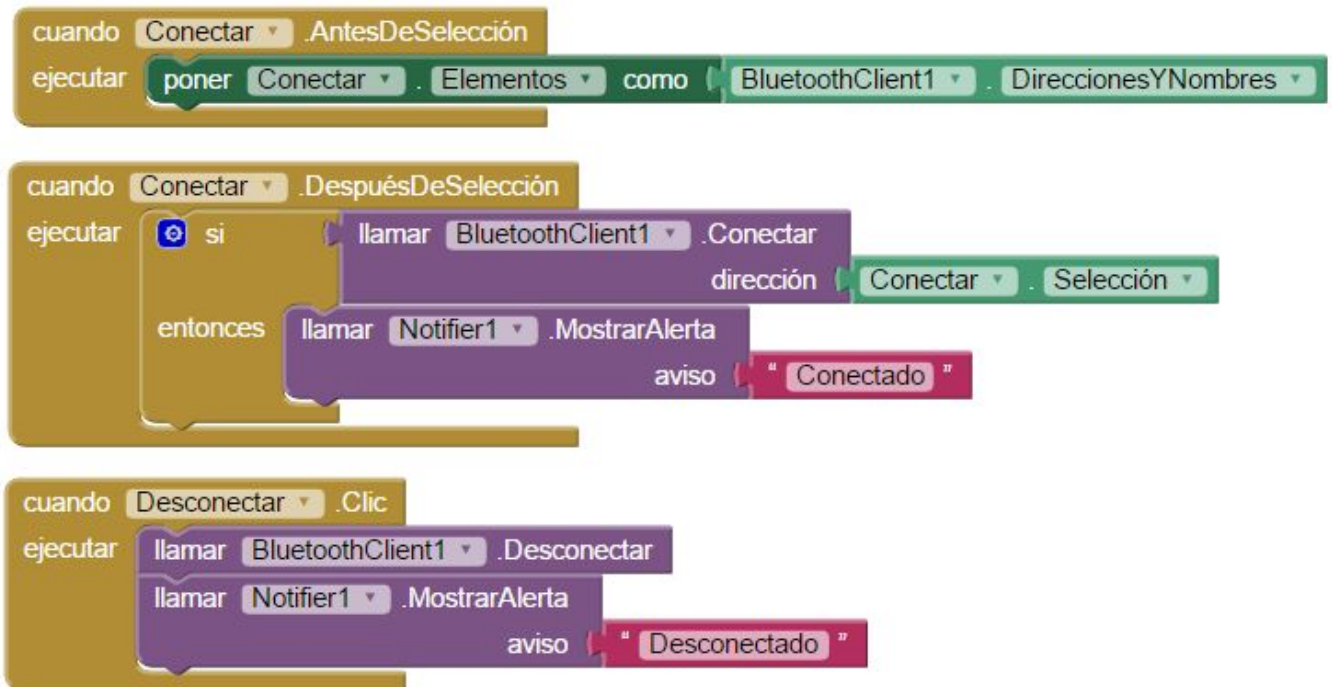 cuando Conectar .AntesDeSelección
ejecutar poner Conectar . Elementos como BluetoothClient1 . DireccionesYNombres
cuando Conectar .DespuésDeSelección
ejecutar si llamar BluetoothClient1 .Conectar
dirección Conectar . Selección
entonces llamar Notifier1 .MostrarAlerta
aviso " Conectado "
cuando Desconectar .Clic
ejecutar llamar BluetoothClient1 .Desconectar
llamar Notifier1 .MostrarAlerta
aviso " Desconectado "